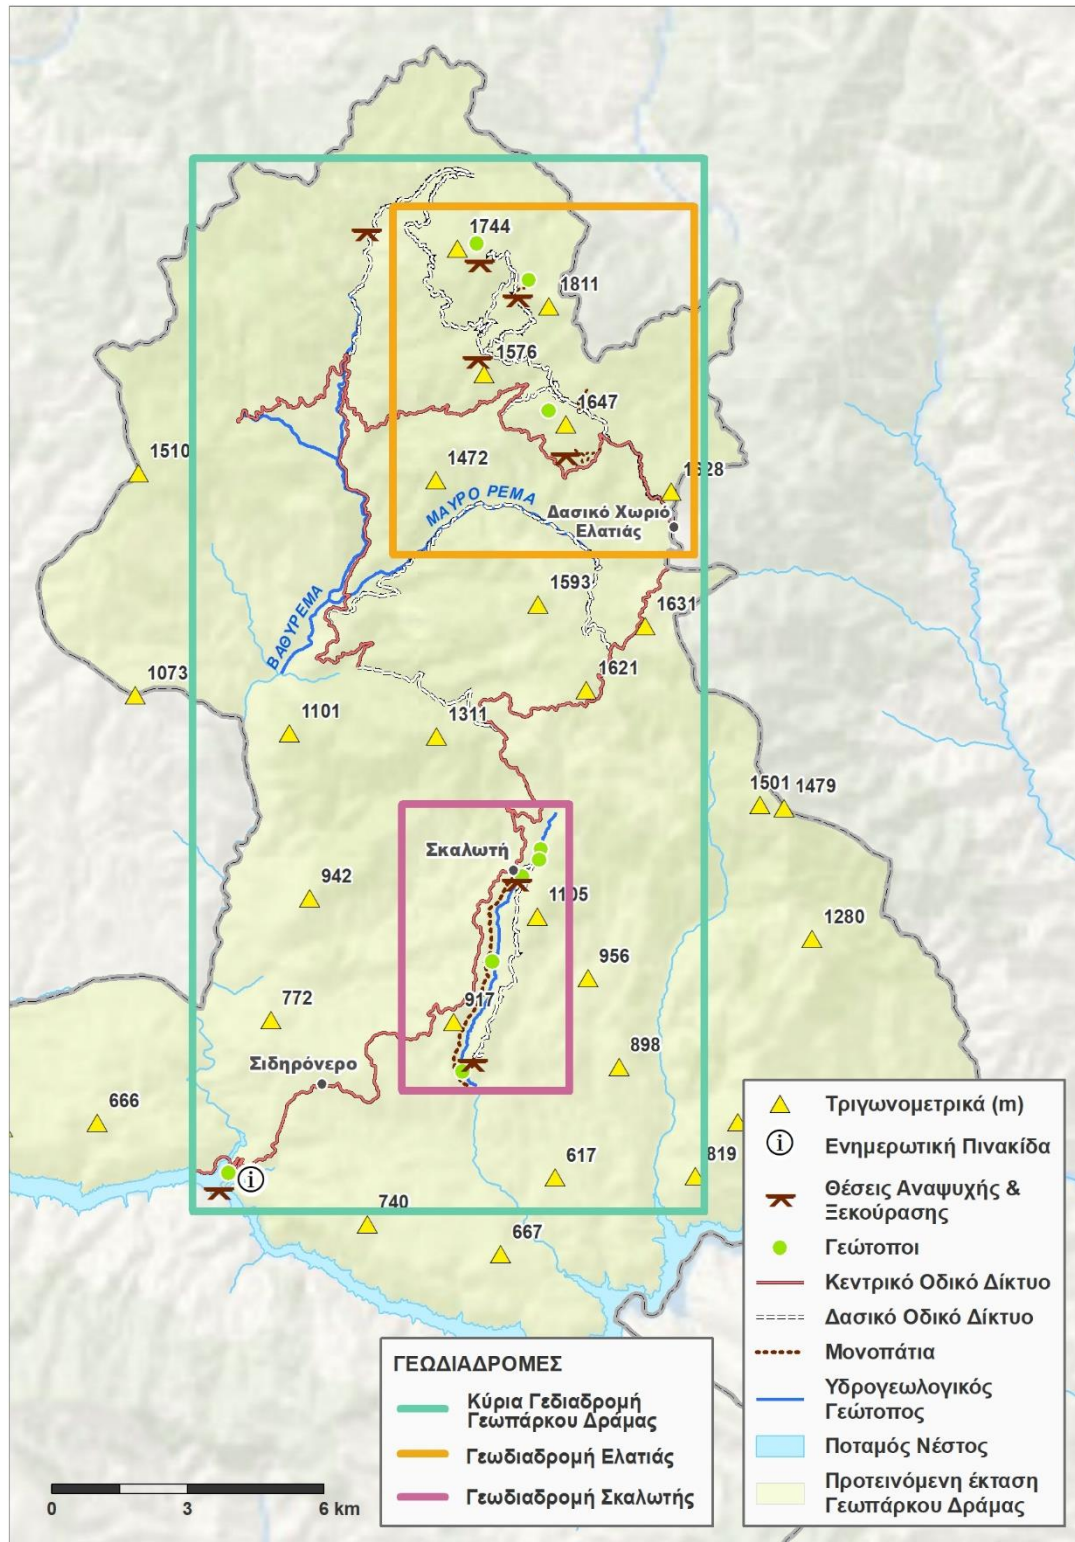 1744
1811
1576
1647
1510
1472
1628
ΜΑΥΡΟ ΡΕΜΑ
Δασικό Χωριό
Ελατιάς
1593
ΒΑΘΥΡΕΜΑ
1631
1073
1621
1101
1311
1501
1479
Σκαλωτή
942
1105
1280
956
772
917
Σιδηρόνερο
898
666
617
819
740
667
Τριγωνομετρικά (m)
i
Ενημερωτική Πινακίδα
Θέσεις Αναψυχής &
Ξεκούρασης
Γεώτοποι
Κεντρικό Οδικό Δίκτυο
Δασικό Οδικό Δίκτυο
Μονοπάτια
Υδρογεωλογικός
Γεώτοπος
Ποταμός Νέστος
Προτεινόμενη έκταση
Γεωπάρκου Δράμας
ΓΕΩΔΙΑΔΡΟΜΕΣ
Κύρια Γεδιαδρομή
Γεωπάρκου Δράμας
Γεωδιαδρομή Ελατιάς
Γεωδιαδρομή Σκαλωτής
0 3 6 km